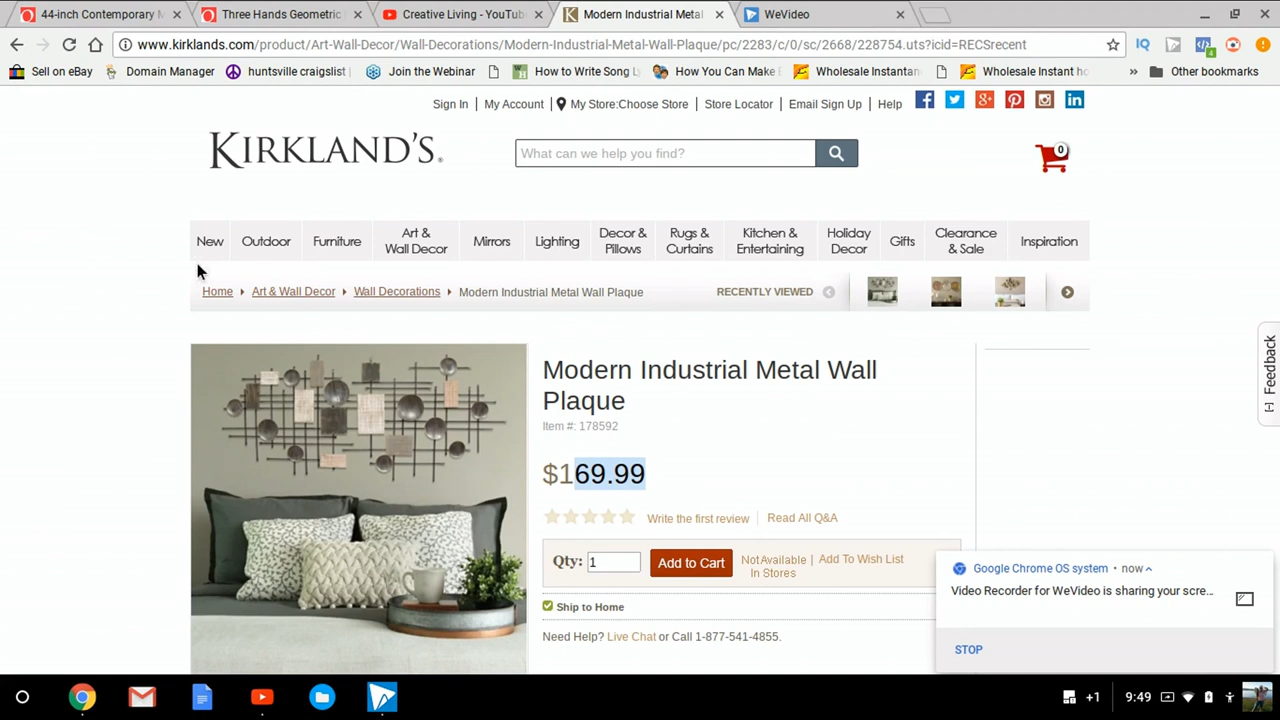 44-inch Contemporary M
Three Hands Geometric
Creative Living - YouTub
Modern Industrial Metal
WeVideo
www.kirklands.com/product/Art-Wall-Decor/Wall-Decorations/Modern-Industrial-Metal-Wall-Plaque/pc/2283/c/0/sc/2668/228754.uts?icid=RECSrecent
IQ
4
Sell on eBay
Domain Manager
huntsville craigslist
Join the Webinar
How to Write Song L
How You Can Make
Wholesale Instantan
Wholesale Instant ho
»
Other bookmarks
Sign In | My Account | My Store:Choose Store | Store Locator | Email Sign Up | Help
KIRKLAND'S.
What can we help you find?
0
New
Outdoor
Furniture
Art &
Wall Decor
Mirrors
Lighting
Decor &
Pillows
Rugs &
Curtains
Kitchen &
Entertaining
Holiday
Decor
Gifts
Clearance
& Sale
Inspiration
Home
Art & Wall Decor
Wall Decorations
Modern Industrial Metal Wall Plaque
RECENTLY VIEWED
[-] Feedback
Modern Industrial Metal Wall
Plaque
Item #: 178592
$169.99
Write the first review
Read All Q&A
Qty: 1
Add to Cart
Not Available |
In Stores
Add To Wish List
Ship to Home
Need Help? Live Chat or Call 1-877-541-4855.
Google Chrome OS system • now
Video Recorder for WeVideo is sharing your scre...
STOP
+1
9:49